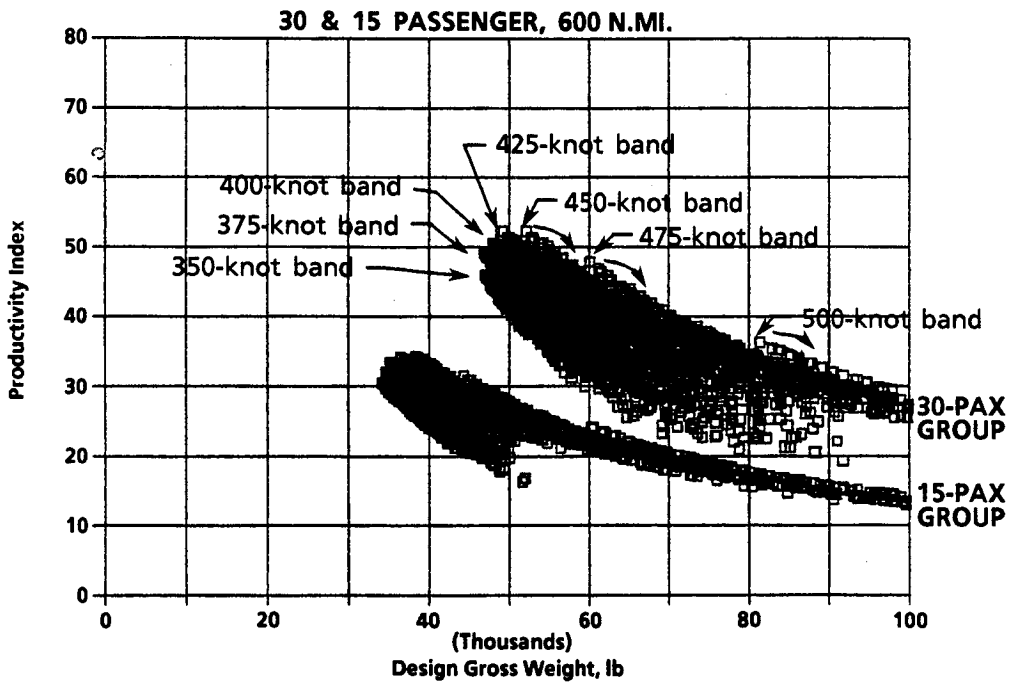 30 & 15 PASSENGER, 600 N.MI.
80
70
60
50
40
30
20
10
0
Productivity Index
425-knot band
400-knot band
450-knot band
375-knot band
475-knot band
350-knot band
500-knot band
30-PAX
GROUP
15-PAX
GROUP
0 20 40 60 80 100
(Thousands)
Design Gross Weight, lb